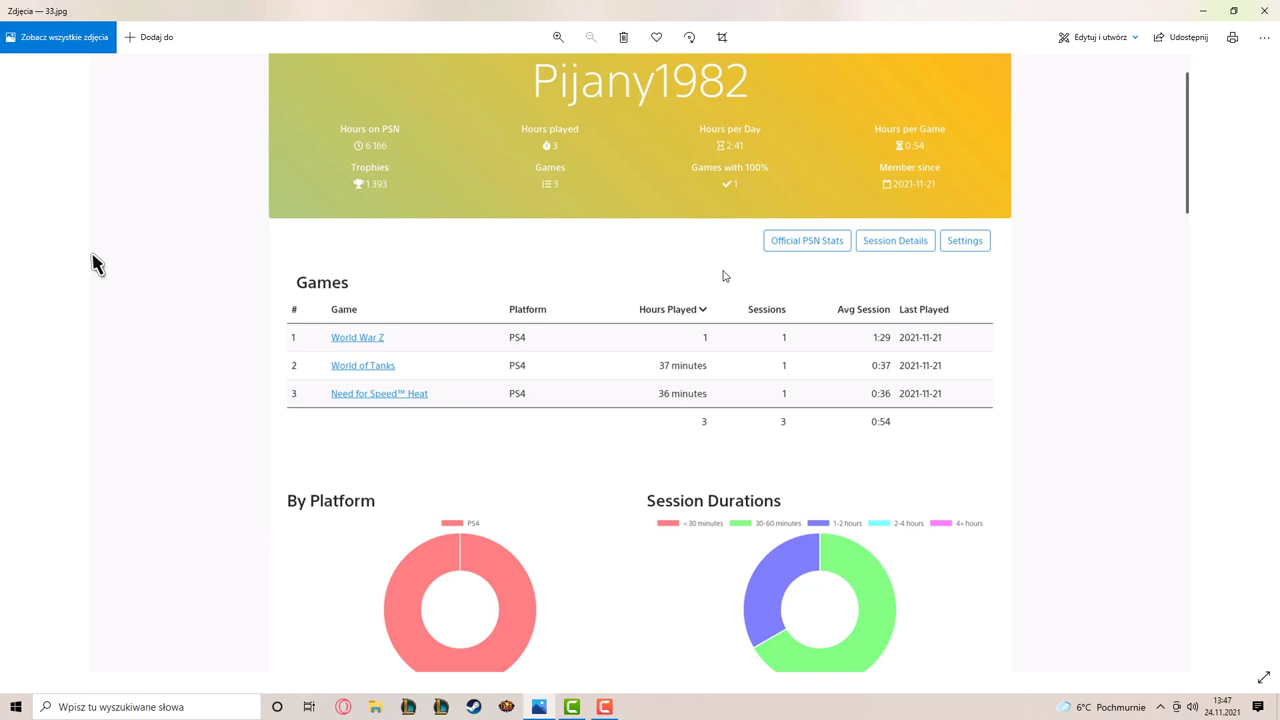 Zdjęcia — 33.jpg
Zobacz wszystkie zdjęcia
Dodaj do
Edytuj i utwórz
Udostępnij
Pijany1982
Hours on PSN Hours played Hours per Day Hours per Game
6 166 3 2:41 0:54
Trophies Games Games with 100% Member since
1 393 3 1 2021-11-21
Official PSN Stats Session Details Settings
Games
# Game Platform Hours Played Sessions Avg Session Last Played
1 World War Z PS4 1 1 1:29 2021-11-21
2 World of Tanks PS4 37 minutes 1 0:37 2021-11-21
3 Need for Speed™ Heat PS4 36 minutes 1 0:36 2021-11-21
3 3 0:54
By Platform
PS4
Session Durations
< 30 minutes 30-60 minutes 1-2 hours 2-4 hours 4+ hours
Wpisz tu wyszukiwane słowa
6°C Pochmurnie
13:47
24.11.2021